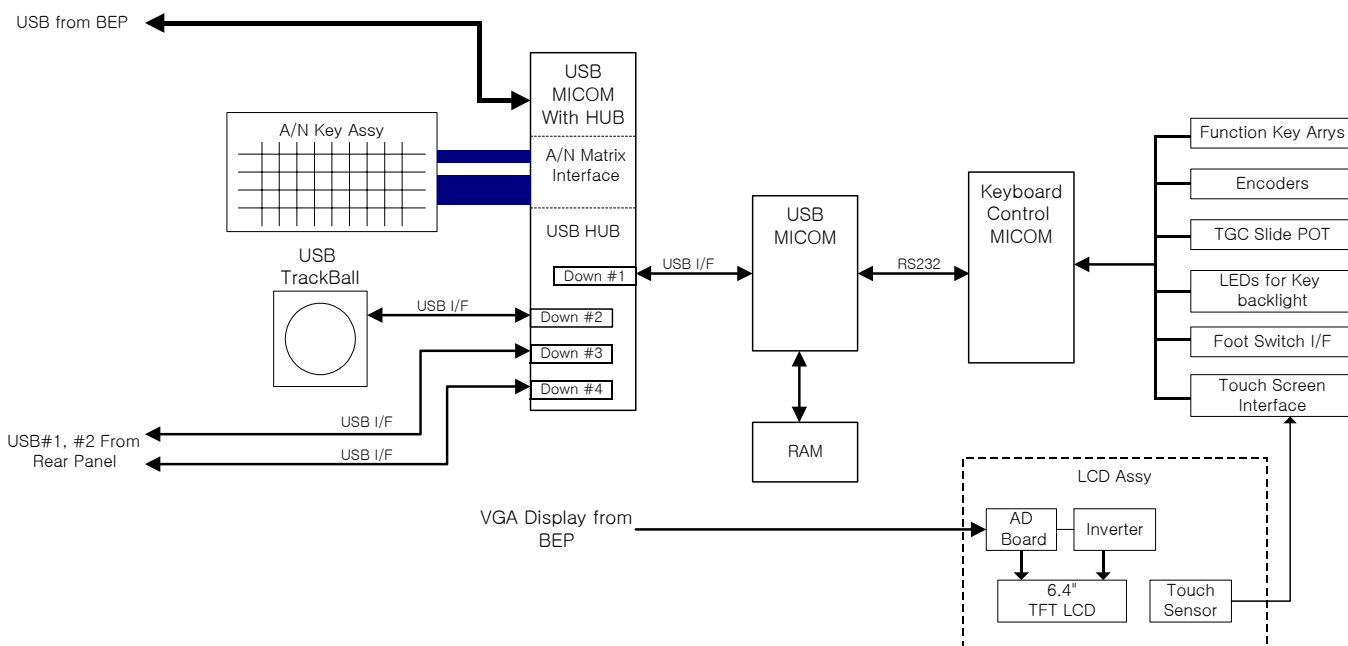 USB from BEP
USB
MICOM
With HUB
A/N Key Assy
A/N Matrix
Interface
USB HUB
Down #1
Down #2
Down #3
Down #4
USB
TrackBall
USB I/F
USB I/F
USB I/F
USB I/F
USB#1, #2 From
Rear Panel
USB
MICOM
RS232
RAM
Keyboard
Control
MICOM
Function Key Arrys
Encoders
TGC Slide POT
LEDs for Key
backlight
Foot Switch I/F
Touch Screen
Interface
VGA Display from
BEP
LCD Assy
AD
Board
Inverter
6.4"
TFT LCD
Touch
Sensor